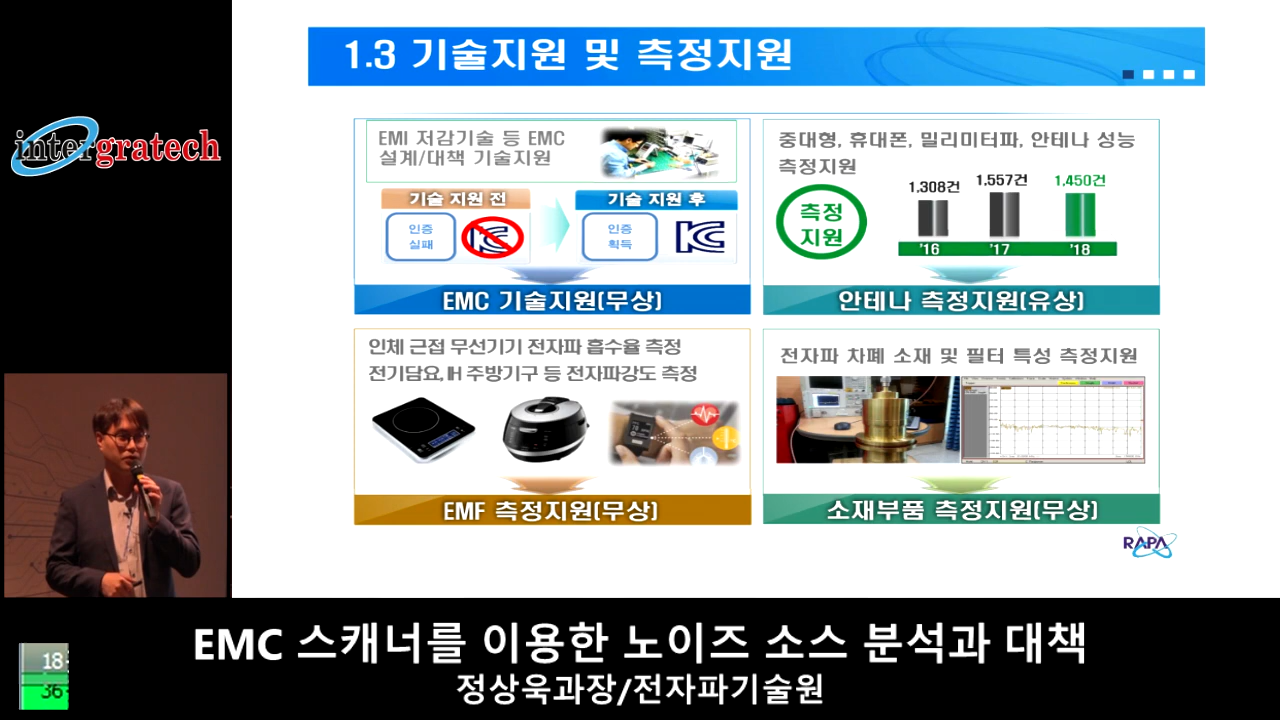 1.3 기술지원 및 측정지원
intergratech
EMI 저감기술 등 EMC
설계/대책 기술지원
기술 지원 전
기술 지원 후
인증
실패
인증
획득
EMC 기술지원(무상)
중대형, 휴대폰, 밀리미터파, 안테나 성능
측정지원
측정
지원
1,308건
1,557건
1,450건
'16
'17
'18
안테나 측정지원(유상)
인체 근접 무선기기 전자파 흡수율 측정
전기담요, IH 주방기구 등 전자파강도 측정
EMF 측정지원(무상)
전자파 차폐 소재 및 필터 특성 측정지원
소재부품 측정지원(무상)
RAPA
EMC 스캐너를 이용한 노이즈 소스 분석과 대책
정상욱과장/전자파기술원
18
36